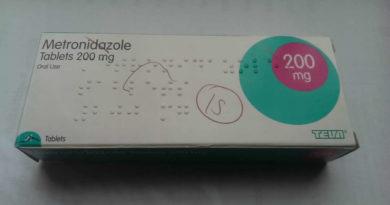 Metronidazole
Tablets 200 mg
Oral Use
200
mg
15
TEVA
Tablets